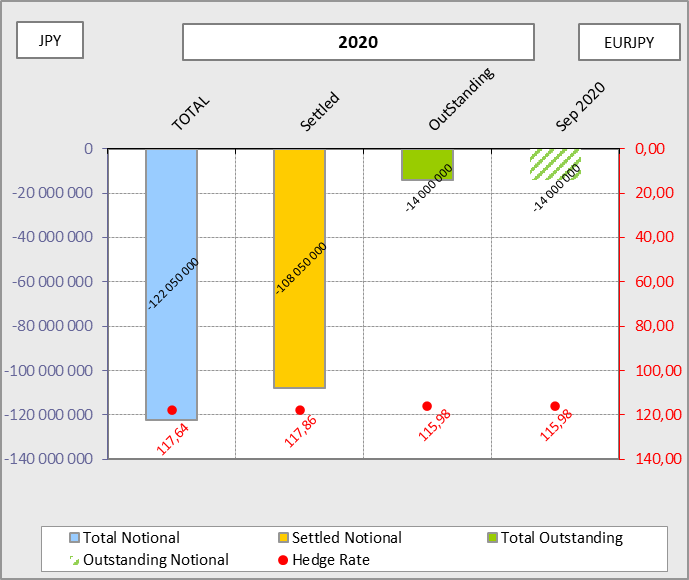 JPY
2020
EURJPY
TOTAL
Settled
OutStanding
Sep 2020
0
-20 000 000
-40 000 000
-60 000 000
-80 000 000
-100 000 000
-120 000 000
-140 000 000
-122 050 000
-108 050 000
-14 000 000
-14 000 000
117,64
117,86
115,98
115,98
0,00
20,00
40,00
60,00
80,00
100,00
120,00
140,00
Total Notional
Settled Notional
Total Outstanding
Outstanding Notional
Hedge Rate